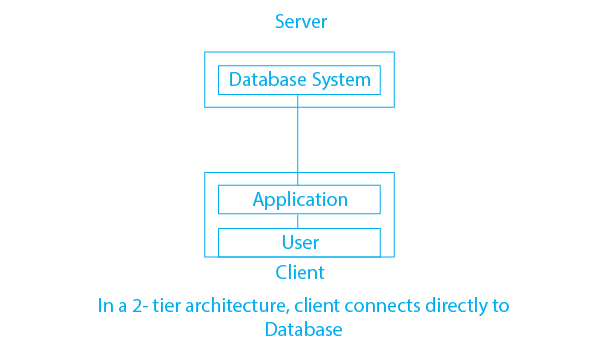 Server
Database System
Application
User
Client
In a 2- tier architecture, client connects directly to
Database